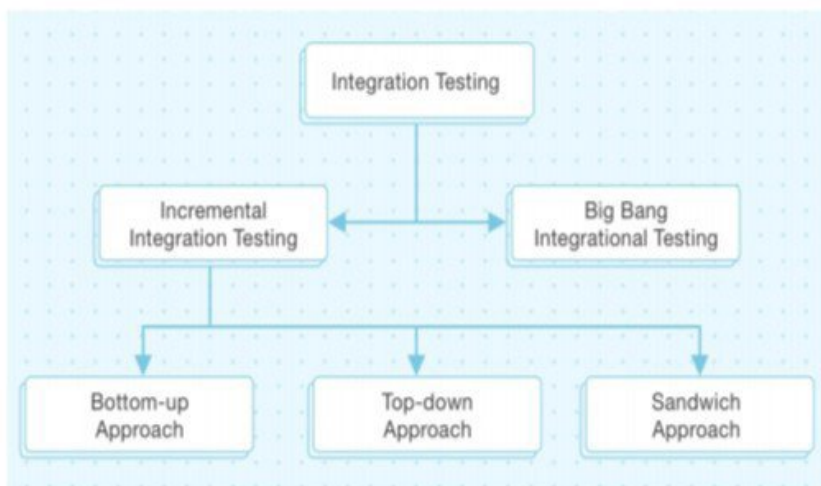 Integration Testing
Incremental
Integration Testing
Big Bang
Integrational Testing
Bottom-up
Approach
Top-down
Approach
Sandwich
Approach